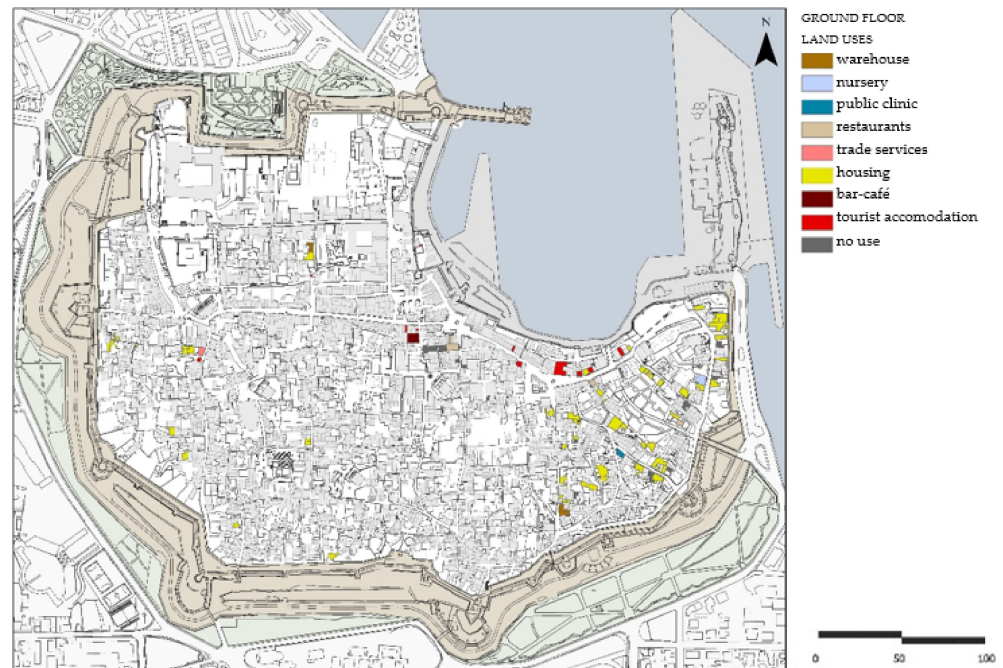 N
GROUND FLOOR
LAND USES
warehouse
nursery
public clinic
restaurants
trade services
housing
bar-café
tourist accomodation
no use
0 50 100